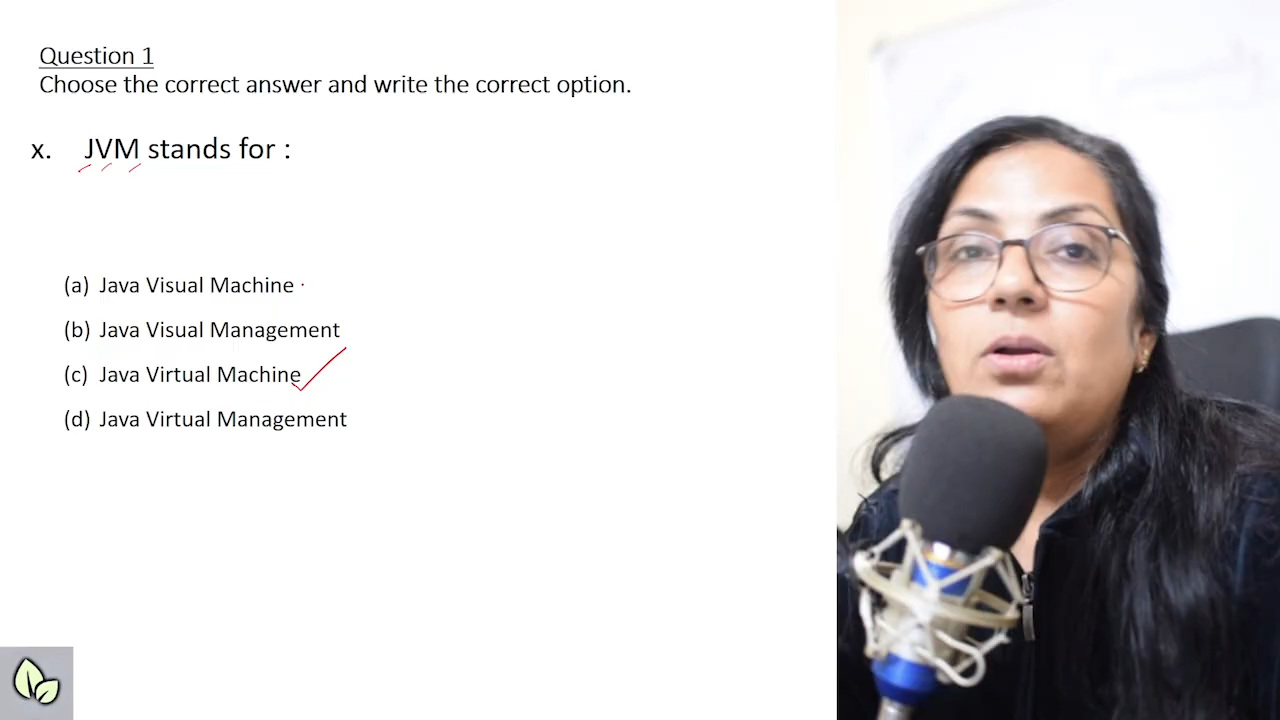 Question 1
Choose the correct answer and write the correct option.
x. JVM stands for :
(a) Java Visual Machine
(b) Java Visual Management
(c) Java Virtual Machine
(d) Java Virtual Management